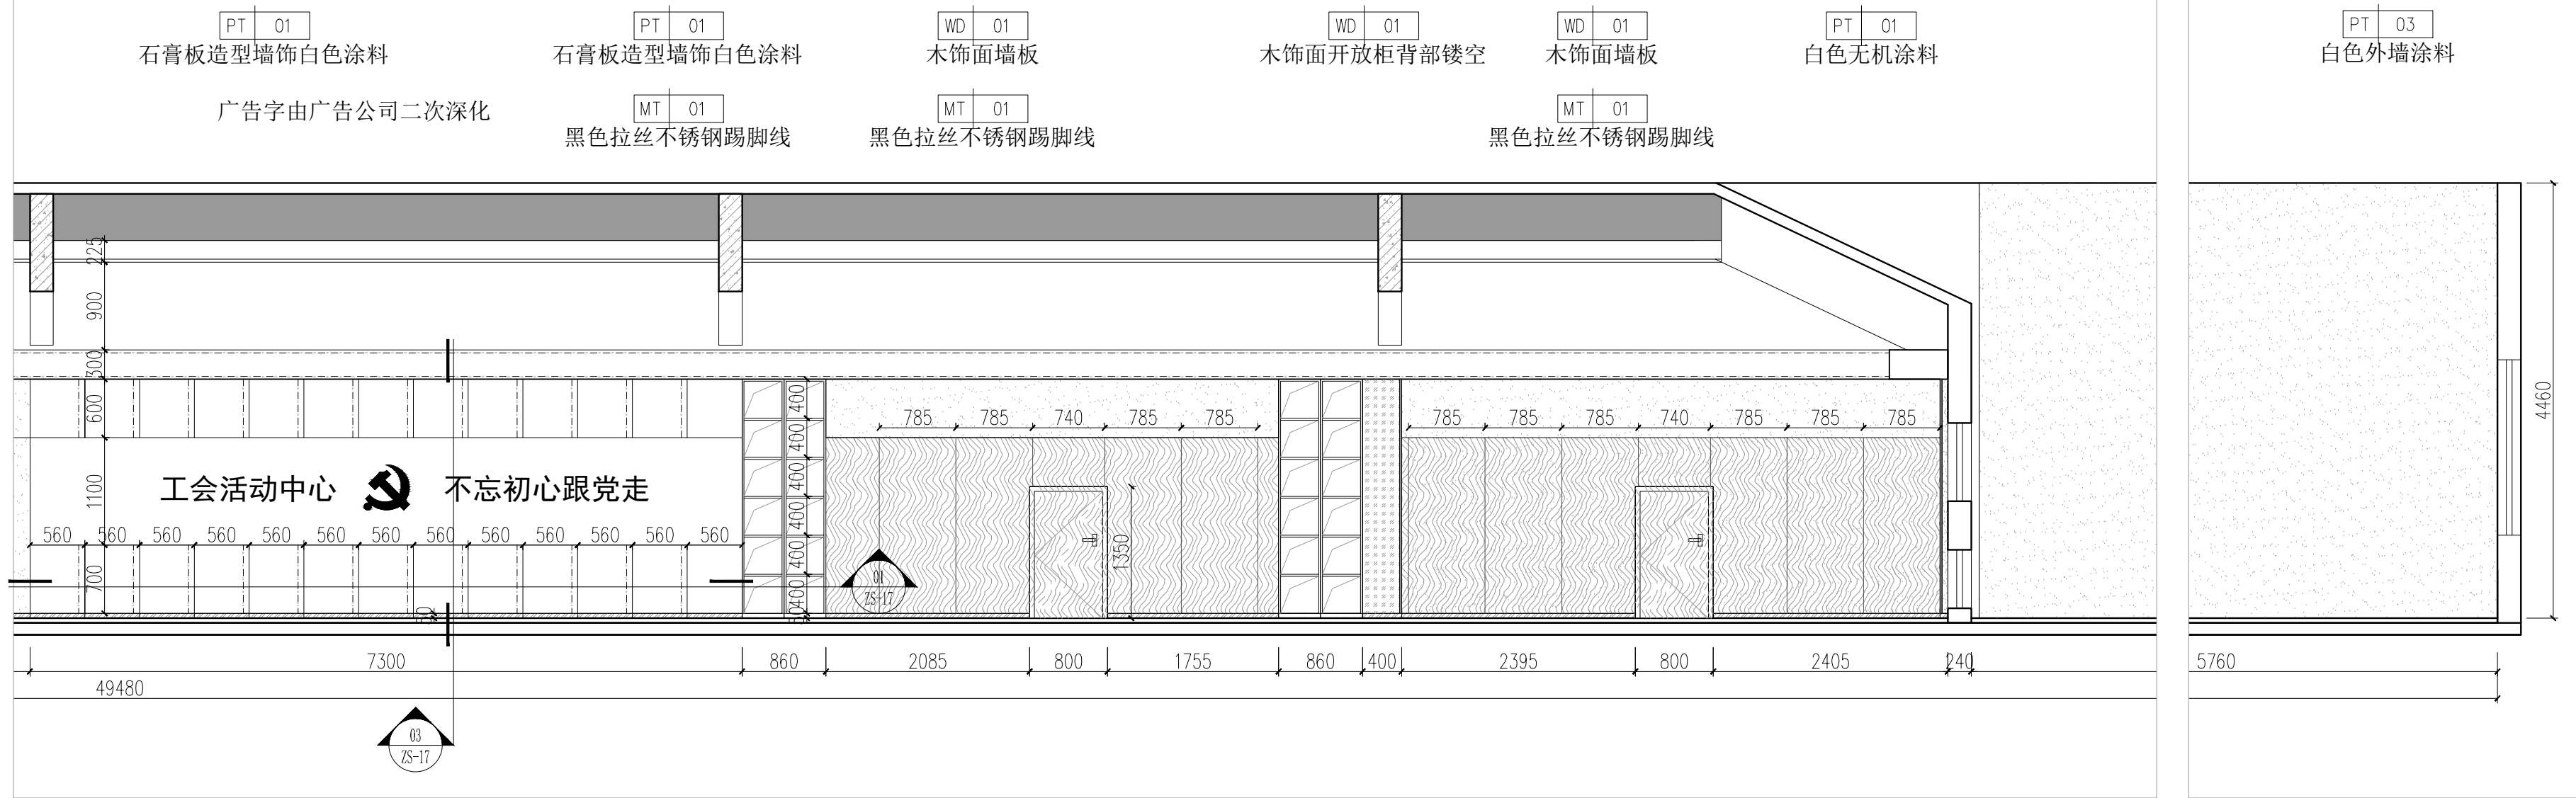 PT 01
石膏板造型墙饰白色涂料
PT 01
石膏板造型墙饰白色涂料
WD 01
木饰面墙板
WD 01
木饰面开放柜背部镂空
WD 01
木饰面墙板
PT 01
白色无机涂料
PT 03
白色外墙涂料
广告字由广告公司二次深化
MT 01
黑色拉丝不锈钢踢脚线
MT 01
黑色拉丝不锈钢踢脚线
MT 01
黑色拉丝不锈钢踢脚线
225
900
300
600
1100
700
50
400
400
400
400
400
400
50
785 785 740 785 785
785 785 785 740 785 785 785
4460
工会活动中心 不忘初心跟党走
560 560 560 560 560 560 560 560 560 560 560 560 560
1350
01
ZS-17
7300 860 2085 800 1755 860 400 2395 800 2405 240 5760
49480
03
ZS-17